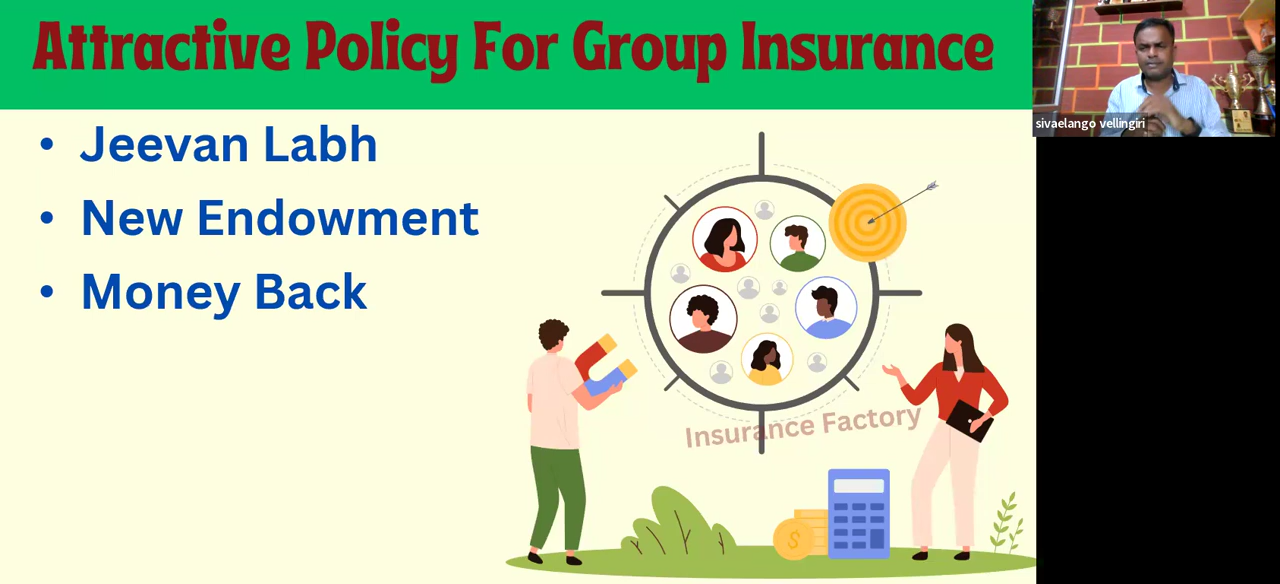 Attractive Policy For Group Insurance
sivaelango vellingiri
• Jeevan Labh
• New Endowment
• Money Back
Insurance Factory
$